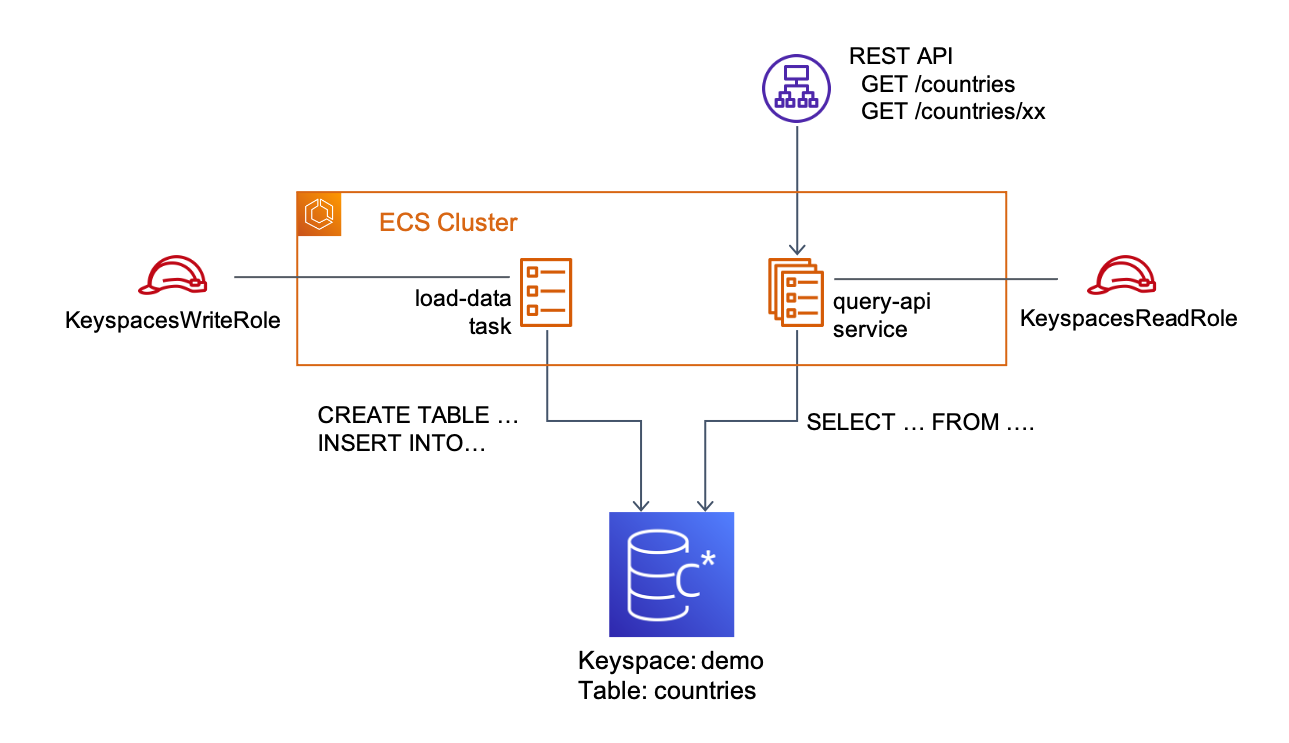 REST API
GET /countries
GET /countries/xx
ECS Cluster
load-data
task
query-api
service
KeyspacesWriteRole
KeyspacesReadRole
CREATE TABLE …
INSERT INTO…
SELECT … FROM ….
C*
Keyspace: demo
Table: countries